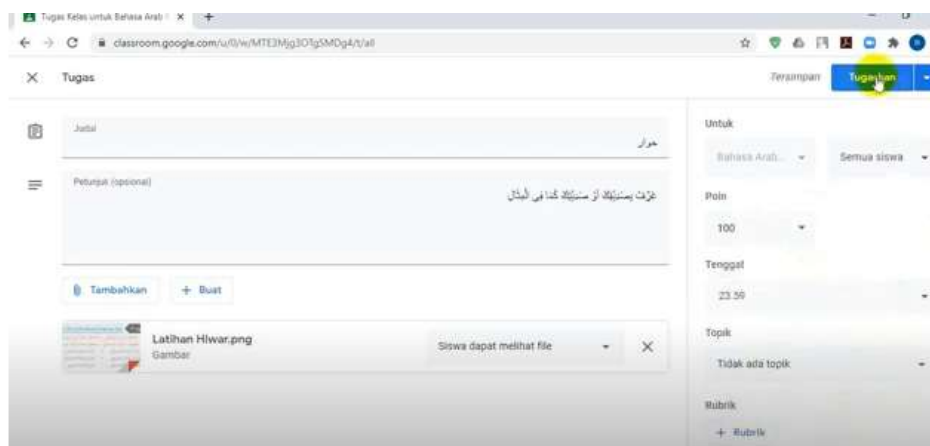 Tugas Kelas untuk Bahasa Arab
classroom.google.com/u/0/w/MTE3Mjg3OTg5MDg4/t/all
Tugas
Tersimpan
Tugaskan
Judul
حوار
Petunjuk (opsional)
عَرِّفْ بِصَدِيْقِكَ أَوْ صَدِيْقَتِكَ كَمَا فِي الْمِثَال
Tambahkan
+ Buat
Latihan Hiwar.png
Gambar
Siswa dapat melihat file
Untuk
Bahasa Arab...
Semua siswa
Poin
100
Tenggat
23.59
Topik
Tidak ada topik
Rubrik
+ Rubrik